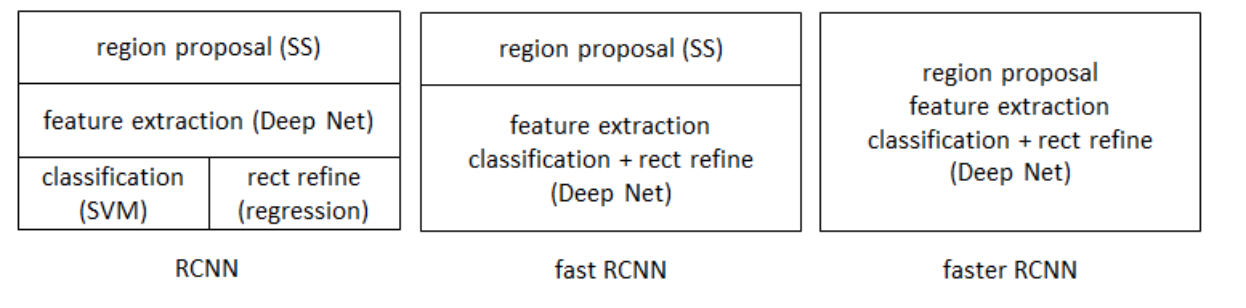 region proposal (SS)
feature extraction (Deep Net)
classification
(SVM)
rect refine
(regression)
RCNN
region proposal (SS)
feature extraction
classification + rect refine
(Deep Net)
fast RCNN
region proposal
feature extraction
classification + rect refine
(Deep Net)
faster RCNN